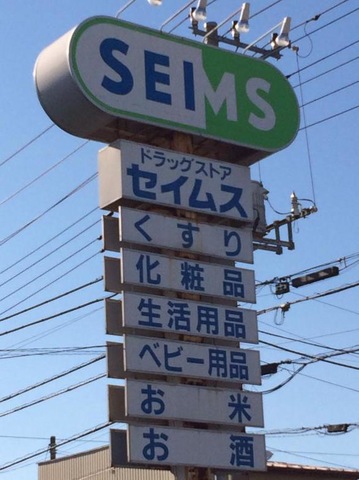 SEIMS
ドラッグストア
セイムス
くすり
化粧品
生活用品
ベビー用品
お米
お酒